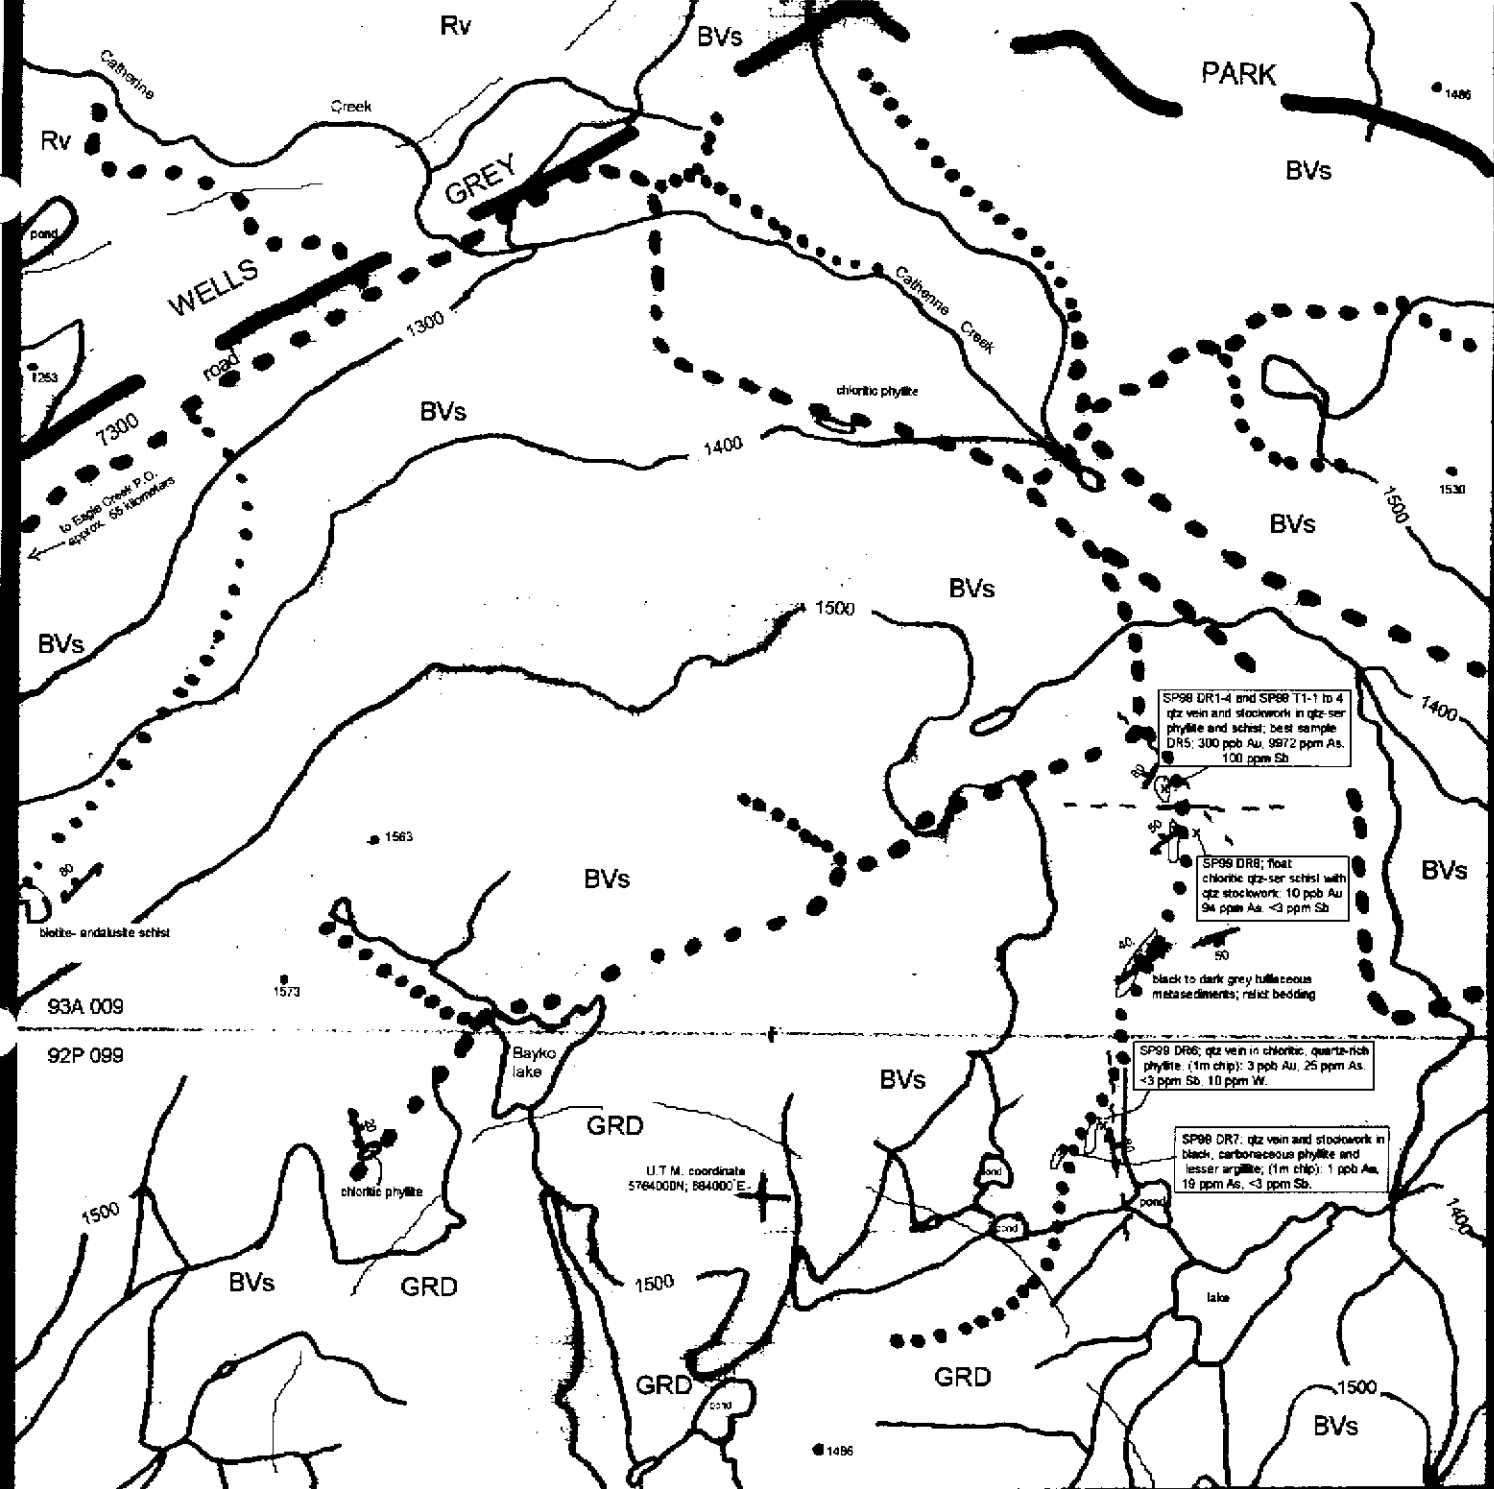 Rv
BVs
PARK
1486
Catherine
Creek
Rv
BVs
GREY
pond
WELLS
Catherine
Creek
1300
road
1253
chloritic phyllite
BVs
7300
1400
to Eagle Creek P.O.
approx. 65 kilometers
1530
1500
BVs
BVs
1500
BVs
SP98 DR1-4 and SP98 T1-1 to 4
qtz vein and stockwork in qtz-ser
phyllite and schist; best sample
DR5; 300 ppb Au, 9972 ppm As.
100 ppm Sb
1400
80
50
1563
80
BVs
SP99 DR8; float
chloritic qtz-ser schist with
qtz stockwork: 10 ppb Au
94 ppm As. <3 ppm Sb
BVs
biotite- andalusite schist
40
50
1573
black to dark grey tuffaceous
metasediments; relict bedding
93A 009
92P 099
Bayko
lake
BVs
SP99 DR6; qtz vein in chloritic, quartz-rich
phyllite. (1m chip): 3 ppb Au, 25 ppm As.
<3 ppm Sb, 10 ppm W.
GRD
SP98 DR7: qtz vein and stockwork in
black, carbonaceous phyllite and
lesser argillite; (1m chip): 1 ppb Au,
19 ppm As, <3 ppm Sb.
U.T.M. coordinate
5764000N; 664000 E
chloritic phyllite
pond
pond
pond
1500
1400
BVs
GRD
1500
lake
GRD
GRD
1500
pond
BVs
1486